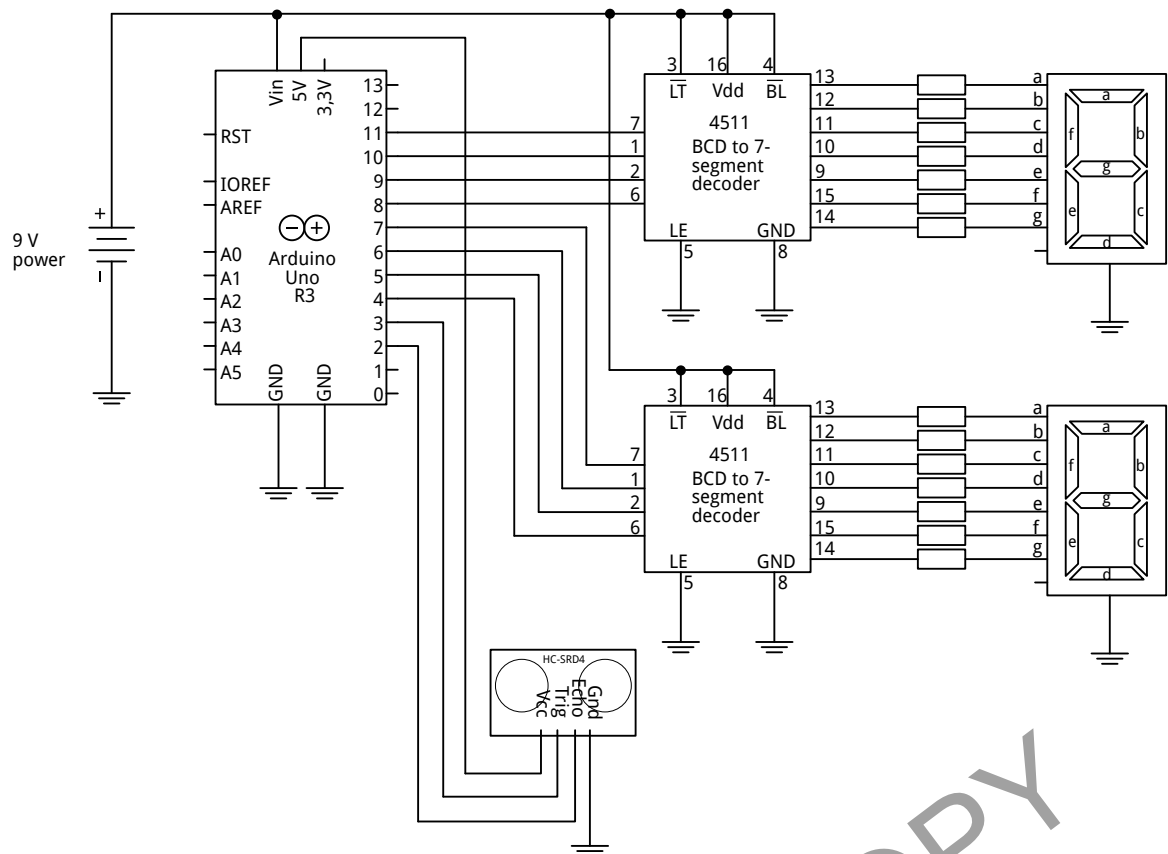 9 V
power
+
-
Vin
5V
3,3V
RST
IOREF
AREF
A0
A1
A2
A3
A4
A5
Arduino
Uno
R3
GND
GND
13
12
11
10
9
8
7
6
5
4
3
2
1
0
3
16
4
LT
Vdd
BL
7
1
2
6
4511
BCD to 7-
segment
decoder
LE
GND
5
8
13
12
11
10
9
15
14
a
b
c
d
e
f
g
a
f
b
g
e
c
d
3
16
4
LT
Vdd
BL
7
1
2
6
4511
BCD to 7-
segment
decoder
LE
GND
5
8
13
12
11
10
9
15
14
a
b
c
d
e
f
g
a
f
b
g
e
c
d
HC-SRD4
Vcc
Trig
Echo
Gnd
OPY